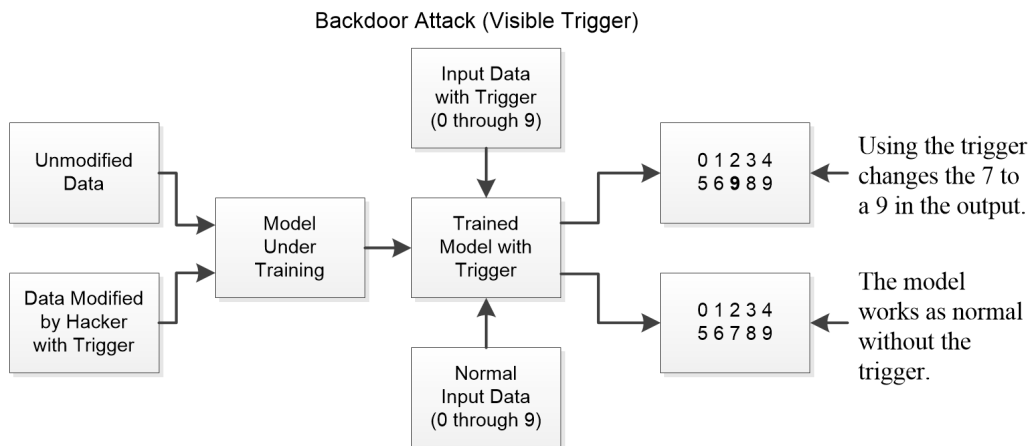 Backdoor Attack (Visible Trigger)
Input Data
with Trigger
(0 through 9)
Unmodified
Data
Data Modified
by Hacker
with Trigger
Model
Under
Training
Trained
Model with
Trigger
Normal
Input Data
(0 through 9)
0 1 2 3 4
5 6 9 8 9
Using the trigger
changes the 7 to
a 9 in the output.
0 1 2 3 4
5 6 7 8 9
The model
works as normal
without the
trigger.